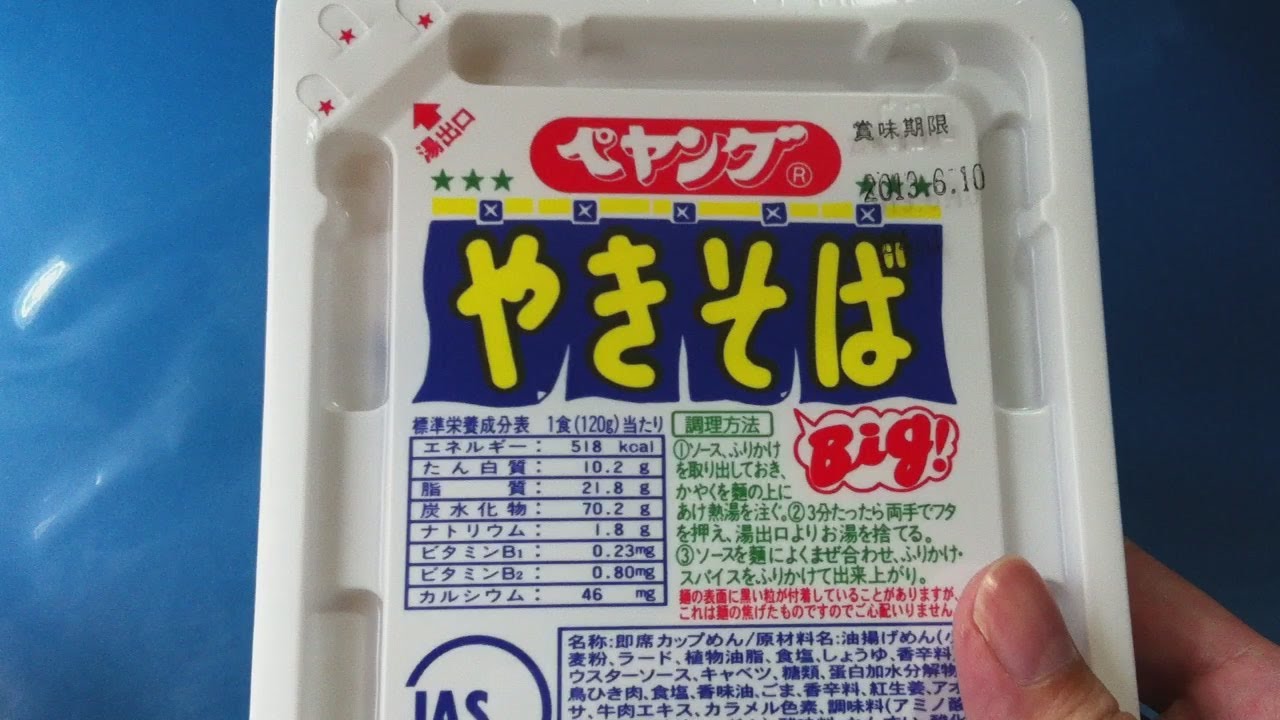 湯出口
ペヤング®
賞味期限
2013.6.10
★★★
やきそば
標準栄養成分表 1食(120g)当たり
エネルギー： 518 kcal
たん白質： 10.2 g
脂質： 21.8 g
炭水化物： 70.2 g
ナトリウム： 1.8 g
ビタミンB₁： 0.23mg
ビタミンB₂： 0.80mg
カルシウム： 46 mg
調理方法
Big!
①ソース、ふりかけ
を取り出しておき、
かやくを麺の上に
あけ熱湯を注ぐ。②3分たったら両手でフタ
を押え、湯出口よりお湯を捨てる。
③ソースを麺によくまぜ合わせ、ふりかけ・
スパイスをふりかけて出来上がり。
麺の表面に黒い粒が付着していることがありますが、
これは麺の焦げたものですのでご心配いりません
JAS
名称:即席カップめん/原材料名:油揚げめん(小
麦粉、ラード、植物油脂、食塩、しょうゆ、香辛料
ウスターソース、キャベツ、糖類、蛋白加水分解物
鳥ひき肉、食塩、香味油、ごま、香辛料、紅生姜、アオ
サ、牛肉エキス、カラメル色素、調味料(アミノ酸